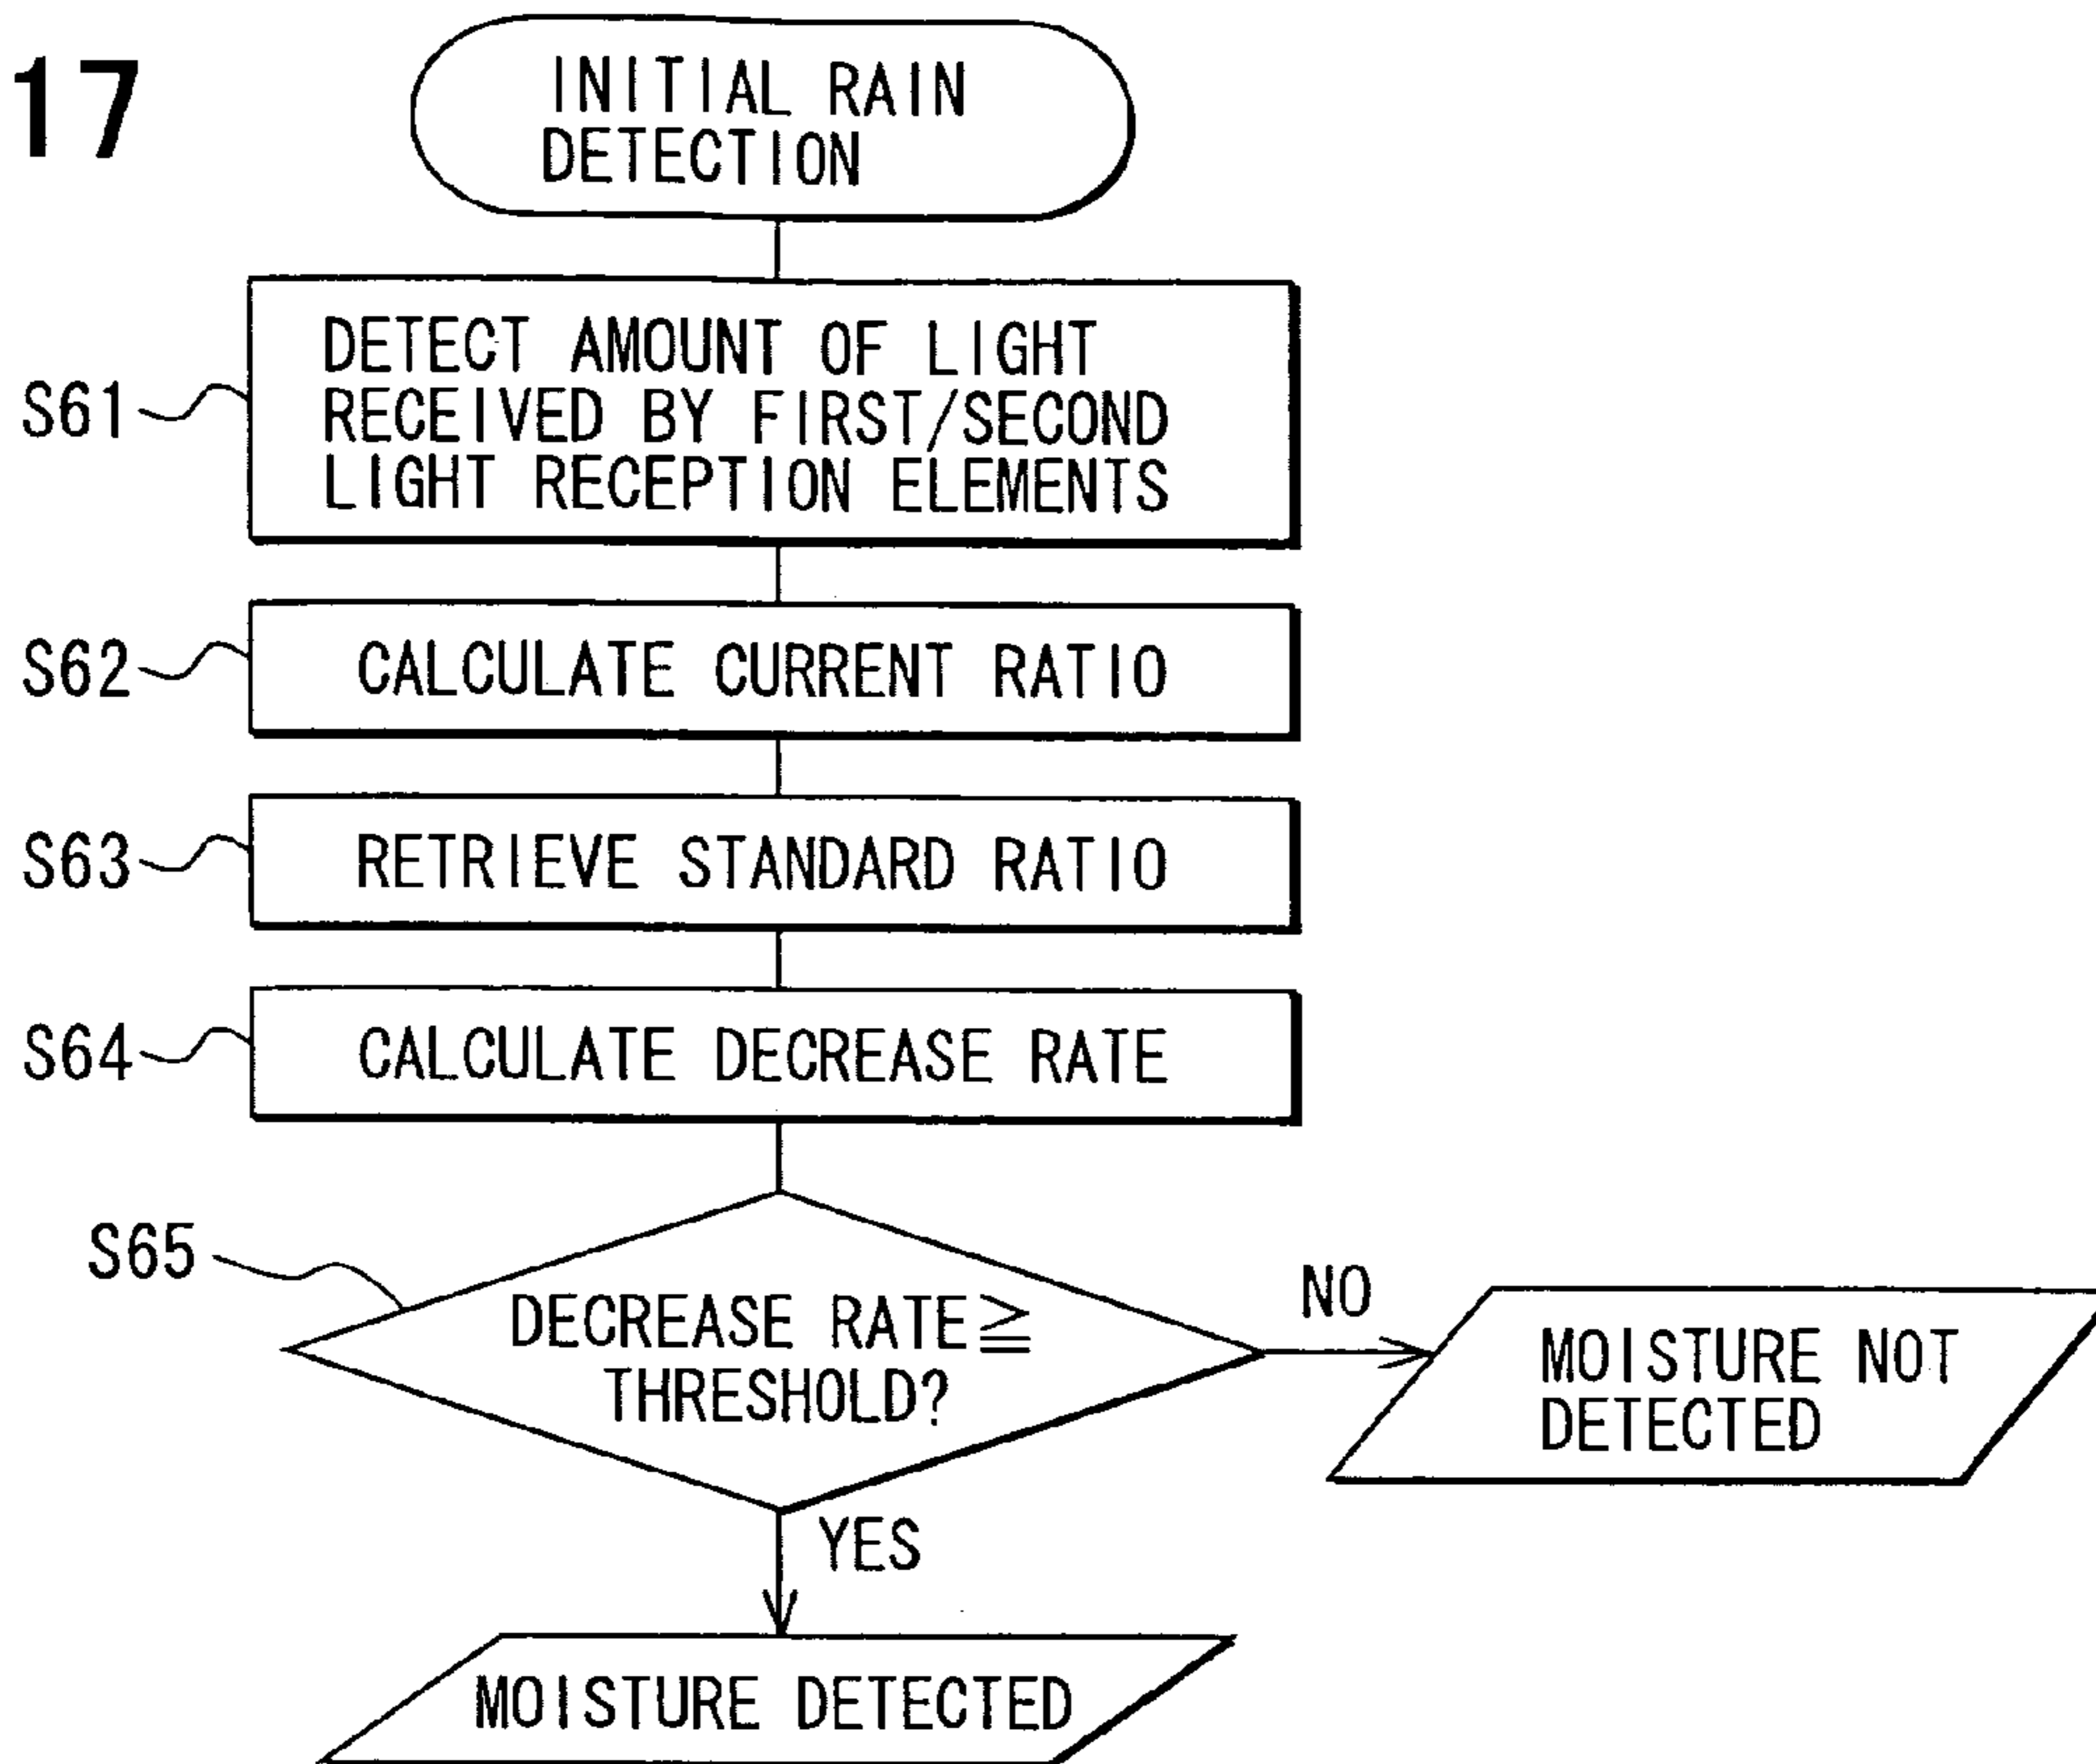 17
INITIAL RAIN
DETECTION
DETECT AMOUNT OF LIGHT
S61
RECEIVED BY FIRST/SECOND
LIGHT RECEPTION ELEMENTS
S62
CALCULATE CURRENT RATIO
S63
RETRIEVE STANDARD RATIO
S64
CALCULATE DECREASE RATE
S65
DECREASE RATE≧
THRESHOLD?
NO
MOISTURE NOT
DETECTED
YES
MOISTURE DETECTED